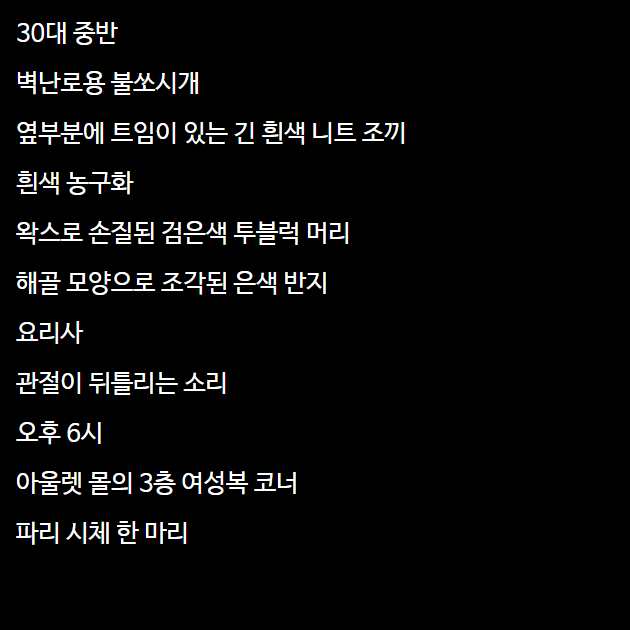 30대 중반
벽난로용 불쏘시개
옆부분에 트임이 있는 긴 흰색 니트 조끼
흰색 농구화
왁스로 손질된 검은색 투블럭 머리
해골 모양으로 조각된 은색 반지
요리사
관절이 뒤틀리는 소리
오후 6시
아울렛 몰의 3층 여성복 코너
파리 시체 한 마리